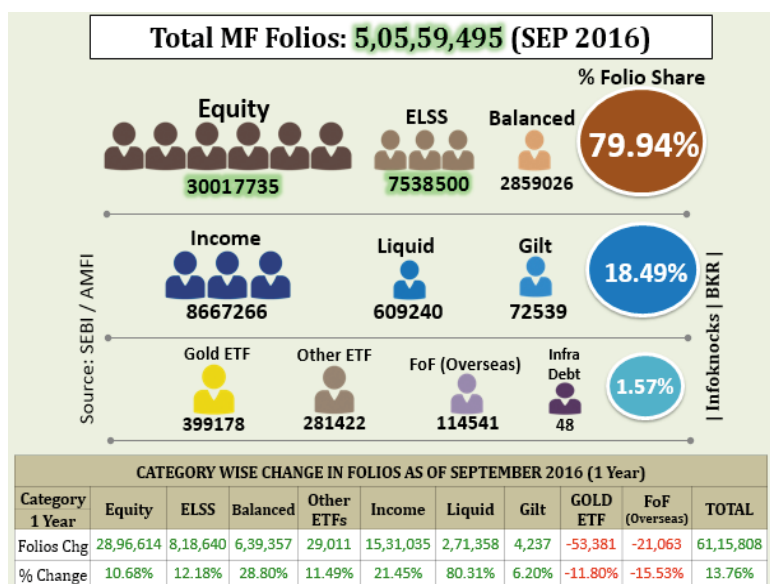 Total MF Folios: 5,05,59,495 (SEP 2016)
% Folio Share
Equity
ELSS
Balanced
79.94%
30017735
7538500
2859026
Income
Liquid
Gilt
18.49%
8667266
609240
72539
Gold ETF
Other ETF
FoF (Overseas)
Infra
Debt
1.57%
399178
281422
114541
48
Source: SEBI / AMFI
| Infoknocks | BKR |
CATEGORY WISE CHANGE IN FOLIOS AS OF SEPTEMBER 2016 (1 Year)
Category
1 Year
Equity
ELSS
Balanced
Other
ETFs
Income
Liquid
Gilt
GOLD
ETF
FoF
(Overseas)
TOTAL
Folios Chg 28,96,614 8,18,640 6,39,357 29,011 15,31,035 2,71,358 4,237 -53,381 -21,063 61,15,808
% Change 10.68% 12.18% 28.80% 11.49% 21.45% 80.31% 6.20% -11.80% -15.53% 13.76%